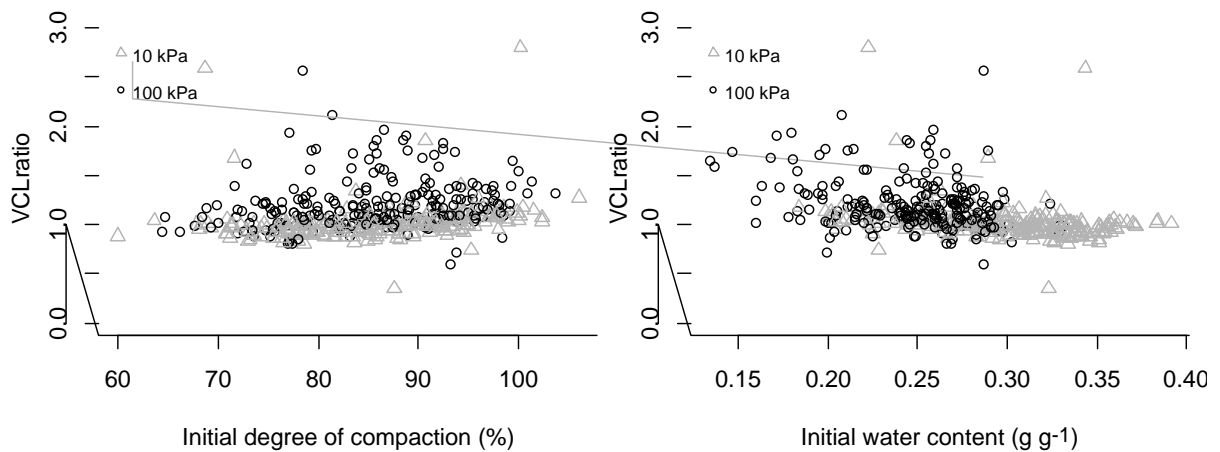 3.0
10 kPa
100 kPa
2.0
VCLratio
1.0
0.0
60 70 80 90 100
Initial degree of compaction (%)
3.0
10 kPa
100 kPa
2.0
VCLratio
1.0
0.0
0.15 0.20 0.25 0.30 0.35 0.40
Initial water content (g g-1)